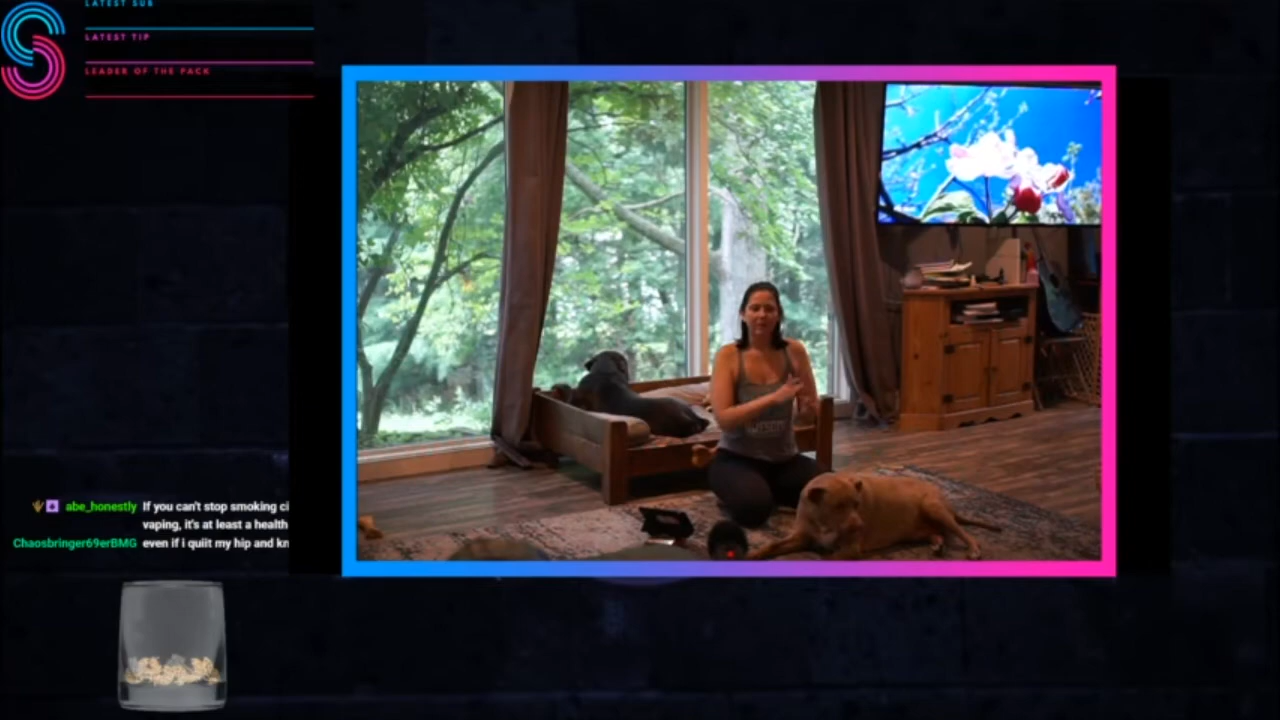 LATEST SUB
LATEST TIP
LEADER OF THE PACK
abe_honestly If you can't stop smoking ci
vaping, it's at least a health
Chaosbringer69erBMG even if i quiit my hip and kn